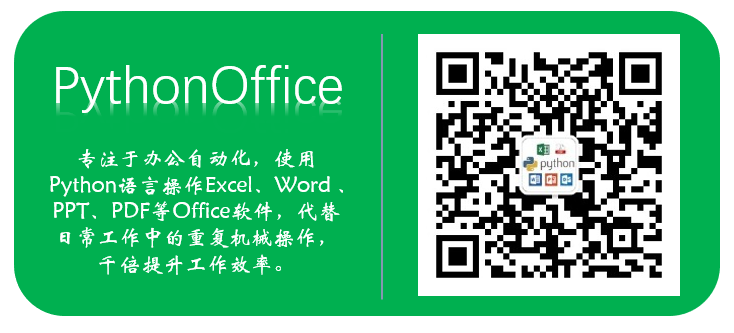 PythonOffice
专注于办公自动化，使用
Python语言操作Excel、Word 、
PPT、PDF等Office软件，代替
日常工作中的重复机械操作，
千倍提升工作效率。
python